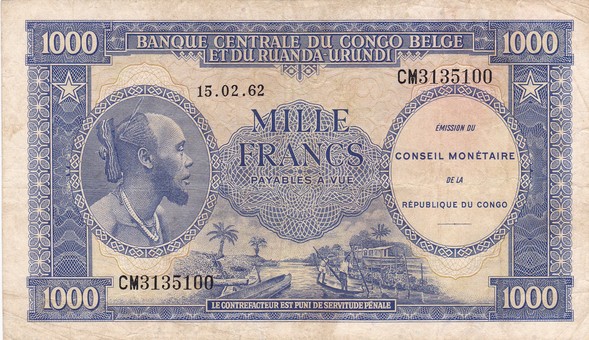 1000
BANQUE CENTRALE DU CONGO BELGE
ET DU RUANDA-URUNDI
1000
CM3135100
15.02.62
MILLE
FRANCS
PAYABLES A VUE
ÉMISSION DU
CONSEIL MONÉTAIRE
DE LA
RÉPUBLIQUE DU CONGO
CM3135100
1000
LE CONTREFACTEUR EST PUNI DE SERVITUDE PÉNALE
1000